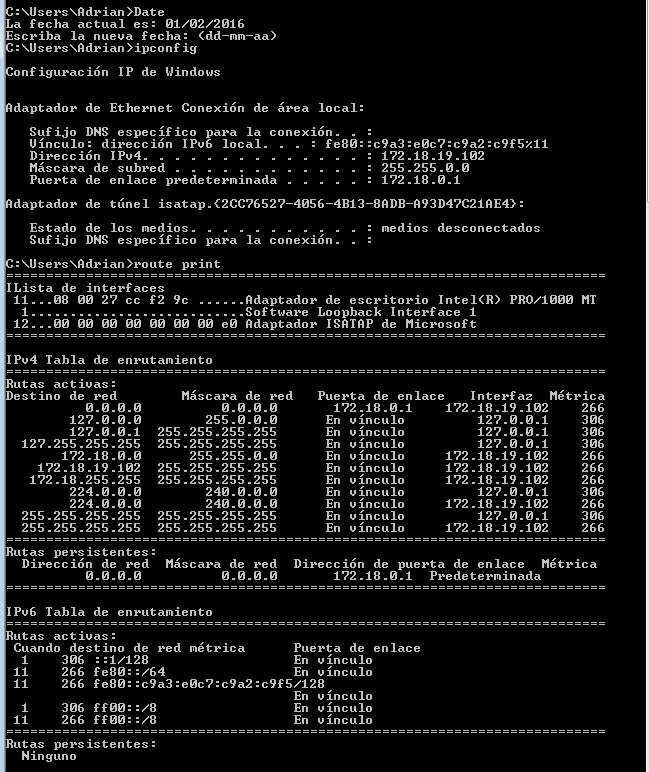 C:\Users\Adrian>Date
La fecha actual es: 01/02/2016
Escriba la nueva fecha: (dd-mm-aa)
C:\Users\Adrian>ipconfig
Configuración IP de Windows
Adaptador de Ethernet Conexión de área local:
Sufijo DNS específico para la conexión. . :
Vínculo: dirección IPv6 local. . . : fe80::c9a3:e0c7:c9a2:c9f5%11
Dirección IPv4. . . . . . . . . . . . . . : 172.18.19.102
Máscara de subred . . . . . . . . . . . . : 255.255.0.0
Puerta de enlace predeterminada . . . . . : 172.18.0.1
Adaptador de túnel isatap.{2CC76527-4056-4B13-8ADB-A93D47C21AE4}:
Estado de los medios. . . . . . . . . . . : medios desconectados
Sufijo DNS específico para la conexión. . :
C:\Users\Adrian>route print
===========================================================================
ILista de interfaces
11...08 00 27 cc f2 9c ......Adaptador de escritorio Intel(R) PRO/1000 MT
1...........................Software Loopback Interface 1
12...00 00 00 00 00 00 00 e0 Adaptador ISATAP de Microsoft
===========================================================================
IPv4 Tabla de enrutamiento
===========================================================================
Rutas activas:
Destino de red Máscara de red Puerta de enlace Interfaz Métrica
0.0.0.0 0.0.0.0 172.18.0.1 172.18.19.102 266
127.0.0.0 255.0.0.0 En vínculo 127.0.0.1 306
127.0.0.1 255.255.255.255 En vínculo 127.0.0.1 306
127.255.255.255 255.255.255.255 En vínculo 127.0.0.1 306
172.18.0.0 255.255.0.0 En vínculo 172.18.19.102 266
172.18.19.102 255.255.255.255 En vínculo 172.18.19.102 266
172.18.255.255 255.255.255.255 En vínculo 172.18.19.102 266
224.0.0.0 240.0.0.0 En vínculo 127.0.0.1 306
224.0.0.0 240.0.0.0 En vínculo 172.18.19.102 266
255.255.255.255 255.255.255.255 En vínculo 127.0.0.1 306
255.255.255.255 255.255.255.255 En vínculo 172.18.19.102 266
===========================================================================
Rutas persistentes:
Dirección de red Máscara de red Dirección de puerta de enlace Métrica
0.0.0.0 0.0.0.0 172.18.0.1 Predeterminada
===========================================================================
IPv6 Tabla de enrutamiento
===========================================================================
Rutas activas:
Cuando destino de red métrica Puerta de enlace
1 306 ::1/128 En vínculo
11 266 fe80::/64 En vínculo
11 266 fe80::c9a3:e0c7:c9a2:c9f5/128
En vínculo
1 306 ff00::/8 En vínculo
11 266 ff00::/8 En vínculo
===========================================================================
Rutas persistentes:
Ninguno